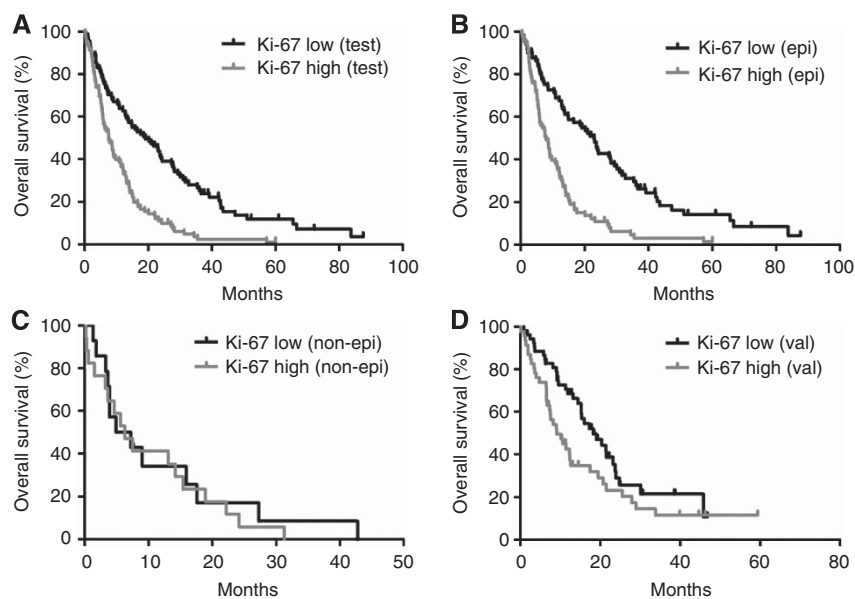 A
100
80
60
40
20
0
Overall survival (%)
Ki-67 low (test)
Ki-67 high (test)
0 20 40 60 80 100
Months
B
100
80
60
40
20
0
Overall survival (%)
Ki-67 low (epi)
Ki-67 high (epi)
0 20 40 60 80 100
Months
C
100
80
60
40
20
0
Overall survival (%)
Ki-67 low (non-epi)
Ki-67 high (non-epi)
0 10 20 30 40 50
Months
D
100
80
60
40
20
0
Overall survival (%)
Ki-67 low (val)
Ki-67 high (val)
0 20 40 60 80
Months